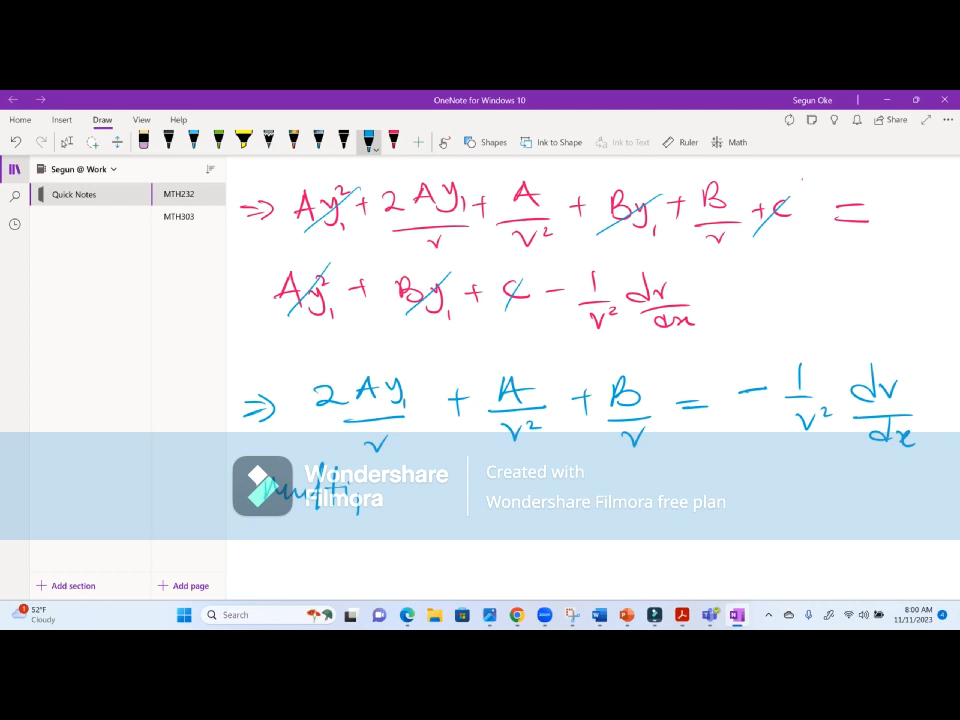 OneNote for Windows 10
Segun Oke
Home Insert Draw View Help
Share
Shapes Ink to Shape Ink to Text Ruler Math
Segun @ Work
Quick Notes
MTH232
MTH303
=> Ay₁² + 2Ay₁/v + A/v² + By₁ + B/v + C =
Ay₁² + By₁ + C - 1/v² dv/dx
=> 2Ay₁/v + A/v² + B/v = - 1/v² dv/dx
multip
Wondershare
Filmora
Created with
Wondershare Filmora free plan
+ Add section
+ Add page
1
52°F
Cloudy
Search
8:00 AM
11/11/2023
4